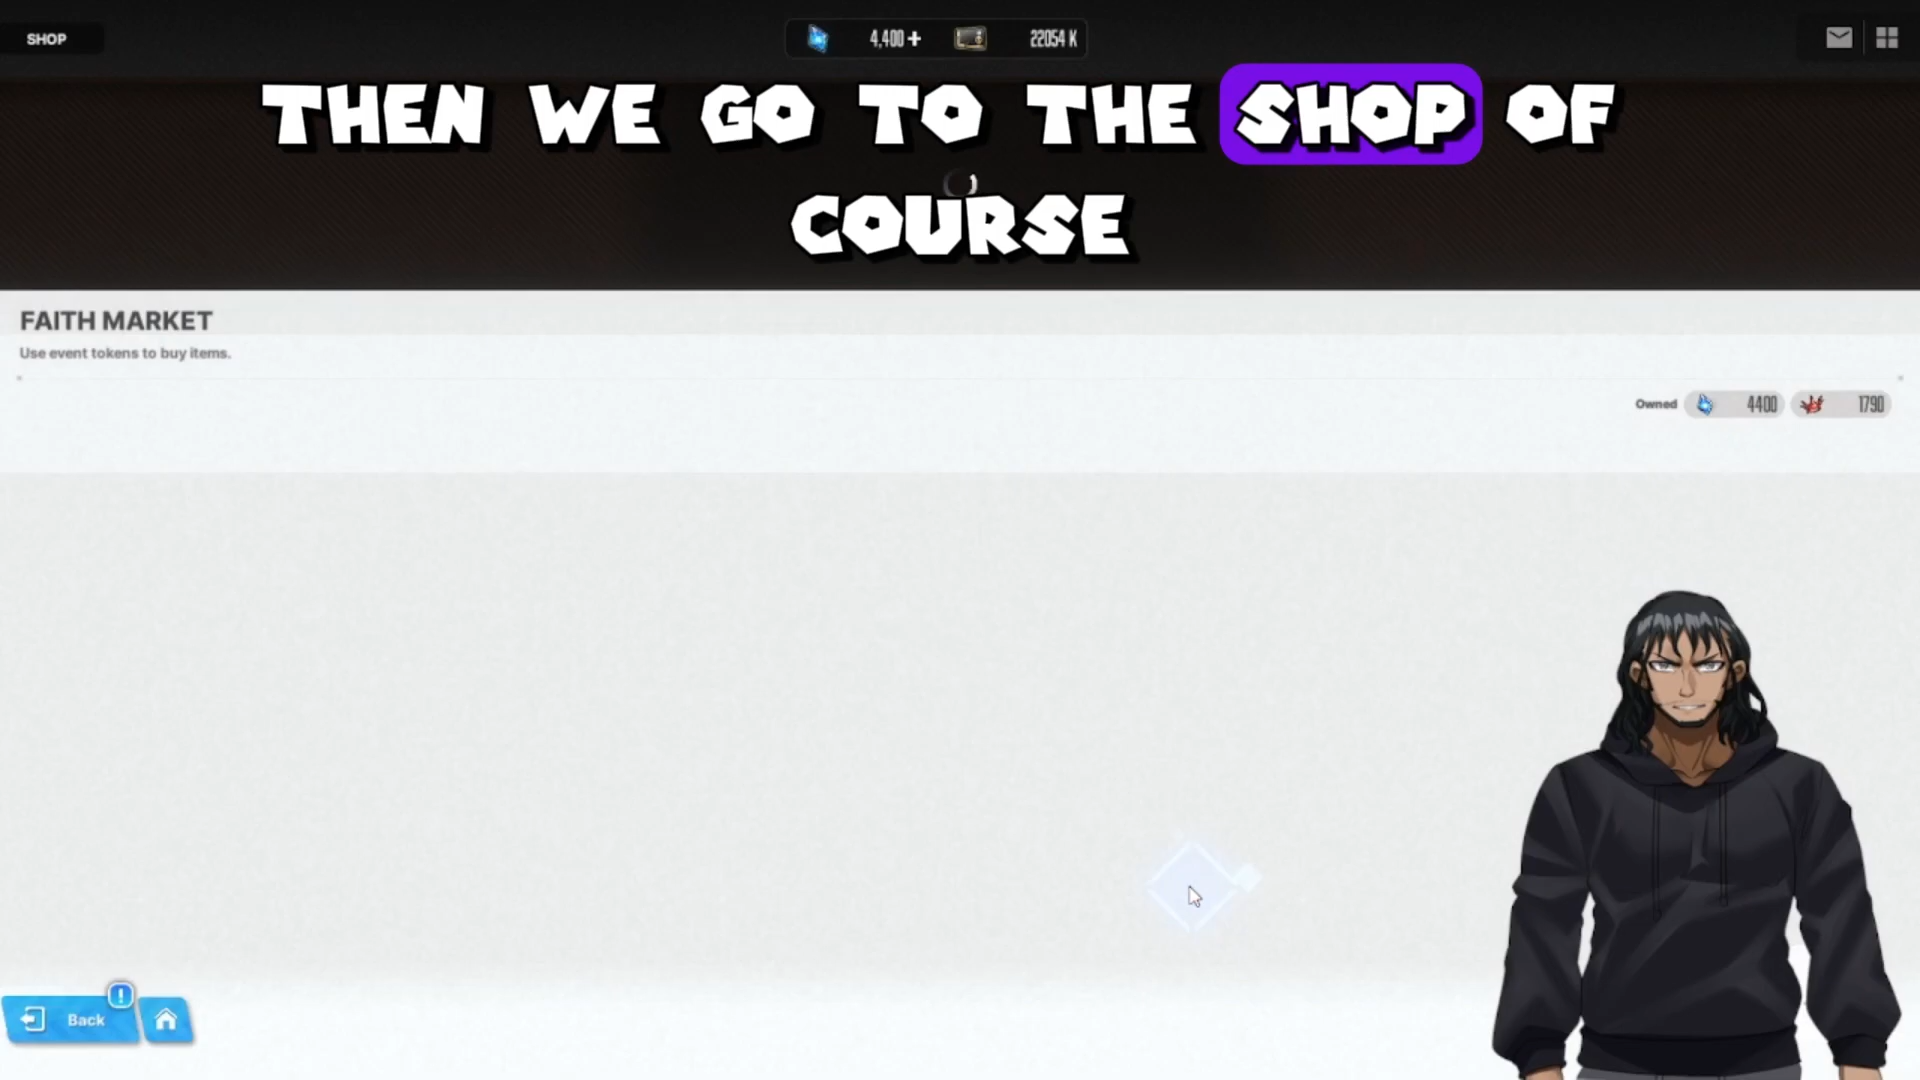 SHOP
4,400+
22054 K
THEN WE GO TO THE SHOP OF
COURSE
FAITH MARKET
Use event tokens to buy items.
Owned 4400 1790
Back